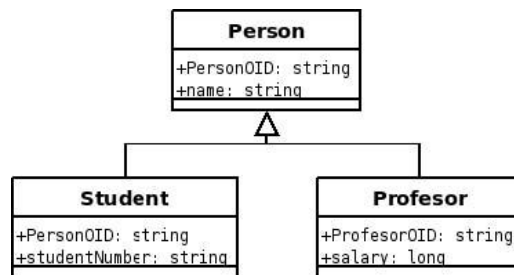 Person
+PersonOID: string
+name: string
Student
+PersonOID: string
+studentNumber: string
Profesor
+ProfesorOID: string
+salary: long